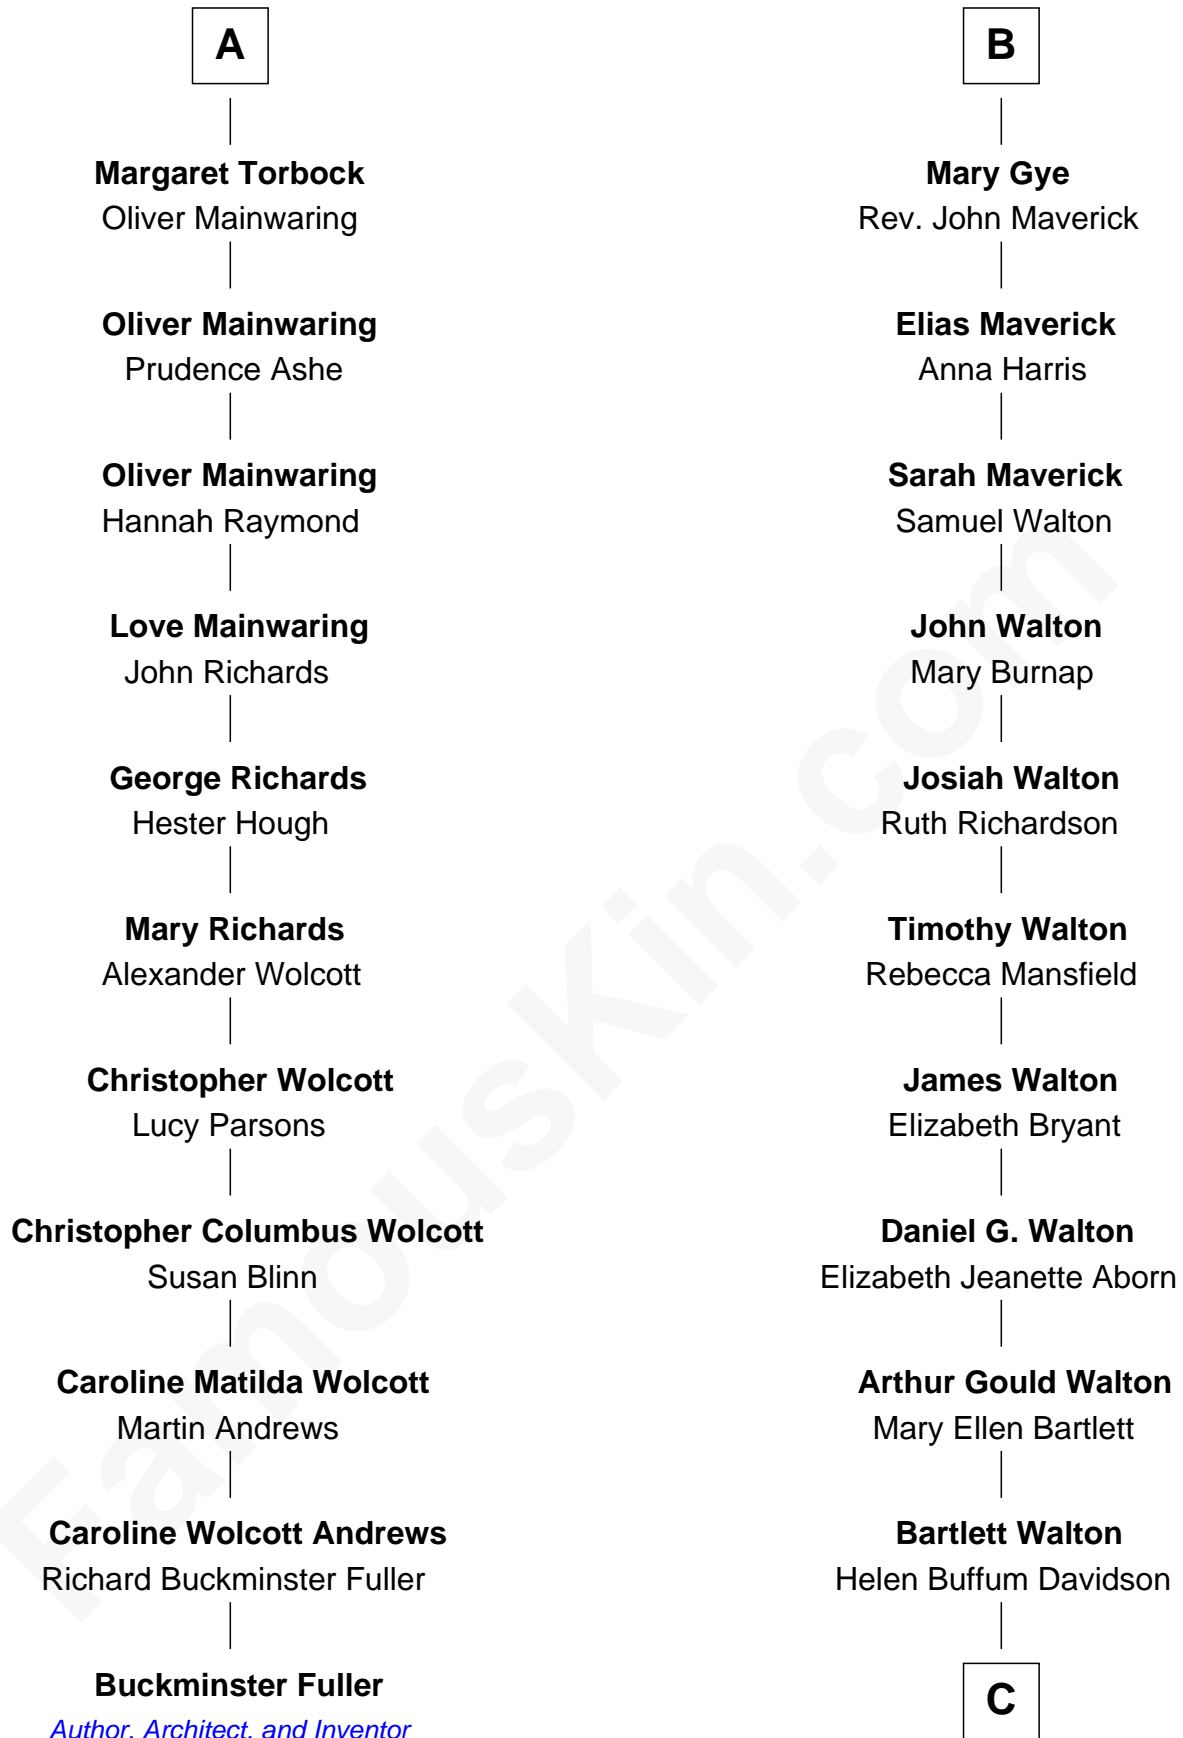 A
Margaret Torbock
Oliver Mainwaring
Oliver Mainwaring
Prudence Ashe
Oliver Mainwaring
Hannah Raymond
Love Mainwaring
John Richards
George Richards
Hester Hough
Mary Richards
Alexander Wolcott
Christopher Wolcott
Lucy Parsons
Christopher Columbus Wolcott
Susan Blinn
Caroline Matilda Wolcott
Martin Andrews
Caroline Wolcott Andrews
Richard Buckminster Fuller
Buckminster Fuller
Author, Architect, and Inventor
B
Mary Gye
Rev. John Maverick
Elias Maverick
Anna Harris
Sarah Maverick
Samuel Walton
John Walton
Mary Burnap
Josiah Walton
Ruth Richardson
Timothy Walton
Rebecca Mansfield
James Walton
Elizabeth Bryant
Daniel G. Walton
Elizabeth Jeanette Aborn
Arthur Gould Walton
Mary Ellen Bartlett
Bartlett Walton
Helen Buffum Davidson
C
FamousKin.com